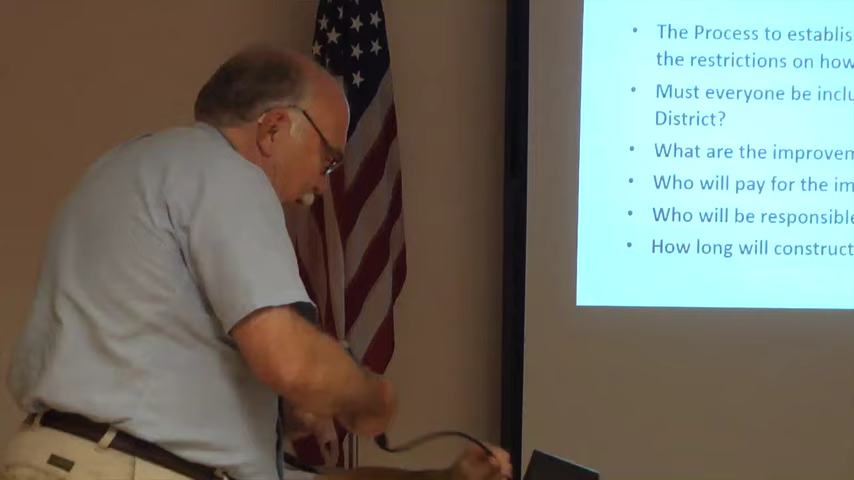 • The Process to establis
the restrictions on how
• Must everyone be inclu
District?
• What are the improvem
• Who will pay for the im
• Who will be responsible
• How long will construct